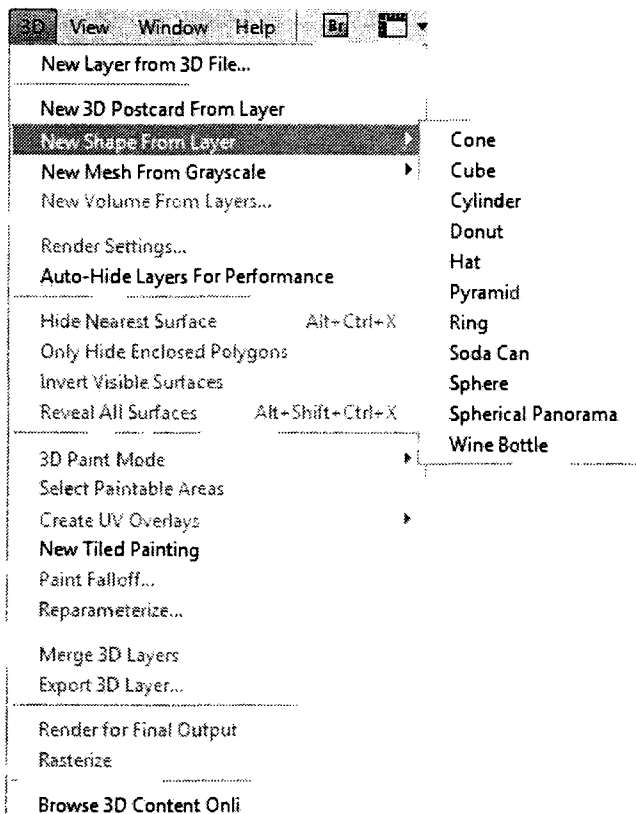 3D View Window Help Br
New Layer from 3D File...
New 3D Postcard From Layer
New Shape From Layer
New Mesh From Grayscale
New Volume From Layers...
Render Settings...
Auto-Hide Layers For Performance
Hide Nearest Surface Alt+Ctrl+X
Only Hide Enclosed Polygons
Invert Visible Surfaces
Reveal All Surfaces Alt+Shift+Ctrl+X
3D Paint Mode
Select Paintable Areas
Create UV Overlays
New Tiled Painting
Paint Falloff...
Reparameterize...
Merge 3D Layers
Export 3D Layer...
Render for Final Output
Rasterize
Browse 3D Content Onli
Cone
Cube
Cylinder
Donut
Hat
Pyramid
Ring
Soda Can
Sphere
Spherical Panorama
Wine Bottle